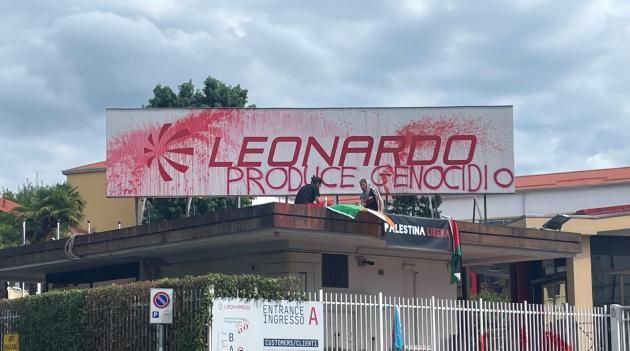 LEONARDO
PRODUCE GENOCIDIO
PALESTINA LIBERA
LEONARDO
ENTRANCE A
INGRESSO
B
CUSTOMERS/CLIENTI